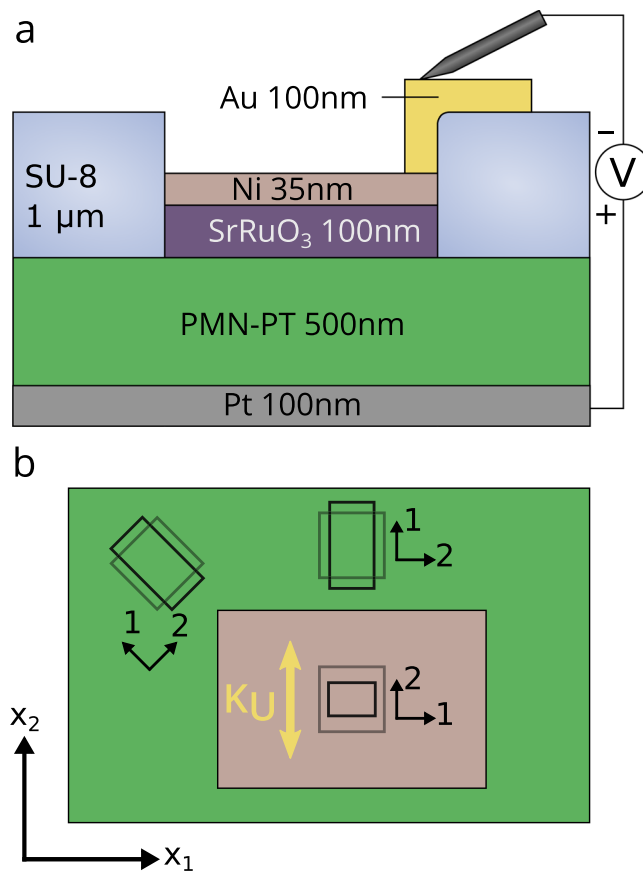 a
Au 100nm
−
V
+
SU-8
1 μm
Ni 35nm
SrRuO₃ 100nm
PMN-PT 500nm
Pt 100nm
b
1
2
1
2
2
1
KU
x₂
x₁